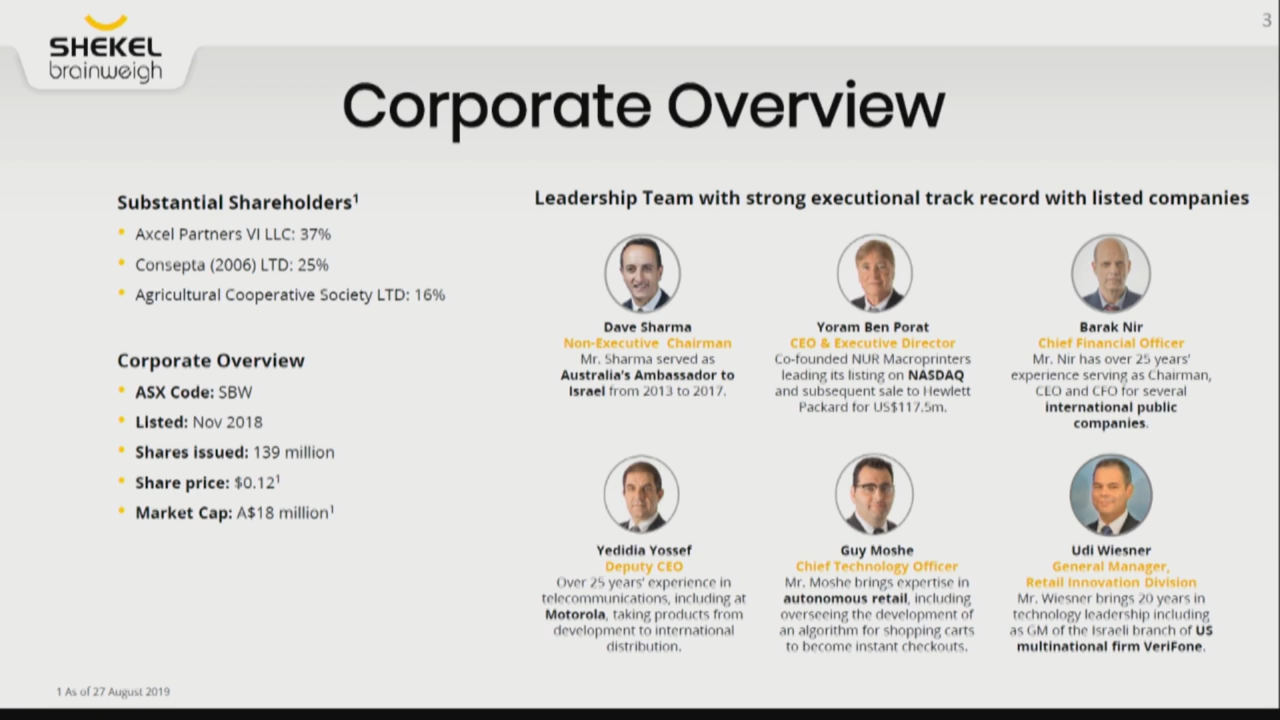 3
SHEKEL
brainweigh
Corporate Overview
Substantial Shareholders¹
• Axcel Partners VI LLC: 37%
• Consepta (2006) LTD: 25%
• Agricultural Cooperative Society LTD: 16%
Corporate Overview
• ASX Code: SBW
• Listed: Nov 2018
• Shares issued: 139 million
• Share price: $0.12¹
• Market Cap: A$18 million¹
Leadership Team with strong executional track record with listed companies
Dave Sharma
Non-Executive Chairman
Mr. Sharma served as
Australia's Ambassador to
Israel from 2013 to 2017.
Yoram Ben Porat
CEO & Executive Director
Co-founded NUR Macroprinters
leading its listing on NASDAQ
and subsequent sale to Hewlett
Packard for US$117.5m.
Barak Nir
Chief Financial Officer
Mr. Nir has over 25 years'
experience serving as Chairman,
CEO and CFO for several
international public
companies.
Yedidia Yossef
Deputy CEO
Over 25 years' experience in
telecommunications, including at
Motorola, taking products from
development to international
distribution.
Guy Moshe
Chief Technology Officer
Mr. Moshe brings expertise in
autonomous retail, including
overseeing the development of
an algorithm for shopping carts
to become instant checkouts.
Udi Wiesner
General Manager,
Retail Innovation Division
Mr. Wiesner brings 20 years in
technology leadership including
as GM of the Israeli branch of US
multinational firm VeriFone.
1 As of 27 August 2019